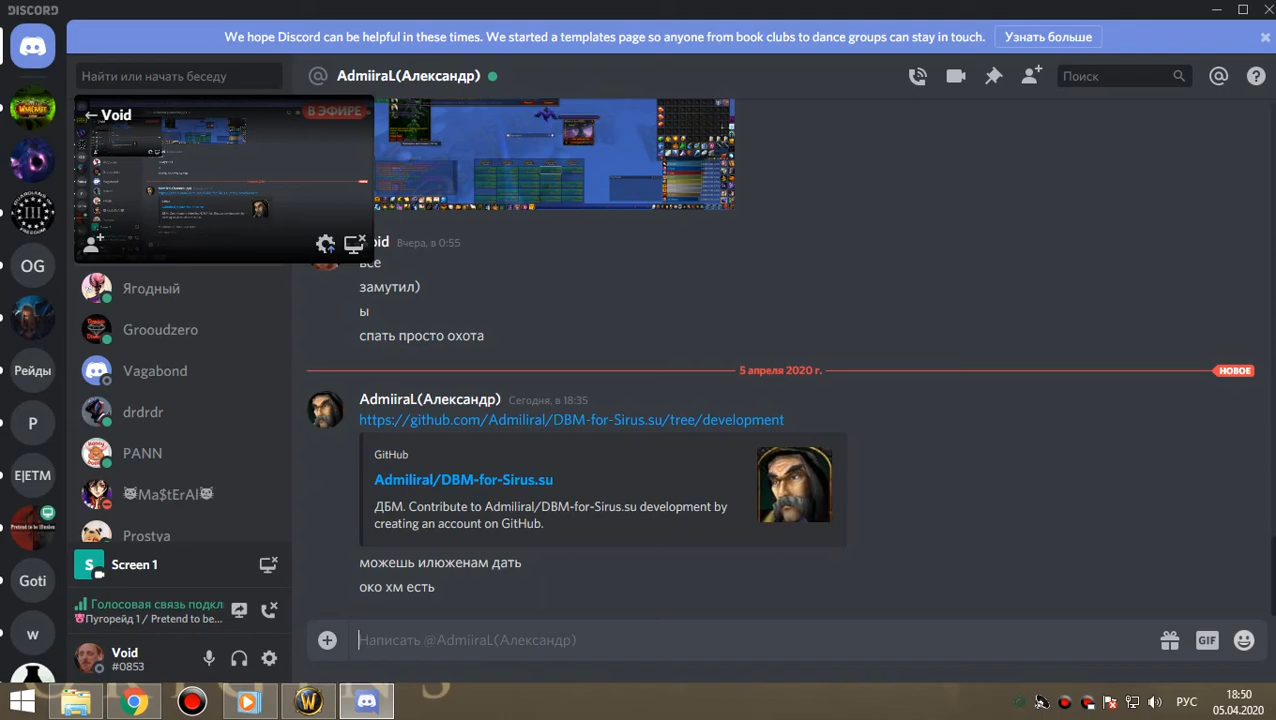 DISCORD
We hope Discord can be helpful in these times. We started a templates page so anyone from book clubs to dance groups can stay in touch.
Узнать больше
Найти или начать беседу
AdmiiraL(Александр)
Поиск
Void
В ЭФИРЕ
Вчера, в 0:55
все
замутил)
ы
спать просто охота
5 апреля 2020 г.
НОВОЕ
AdmiiraL(Александр) Сегодня, в 18:35
https://github.com/Admiliral/DBM-for-Sirus.su/tree/development
GitHub
Admiliral/DBM-for-Sirus.su
ДБМ. Contribute to Admiliral/DBM-for-Sirus.su development by
creating an account on GitHub.
можешь илюженам дать
око хм есть
Написать @AdmiiraL(Александр)
GIF
OG
Рейды
P
E|ETM
Goti
w
Ягодный
Grooudzero
Vagabond
drdrdr
PANN
Ma$tErAl
Prostya
S
Screen 1
Голосовая связь подкл
Пугорейд 1 / Pretend to be...
Void
#0853
РУС
18:50
05.04.2020